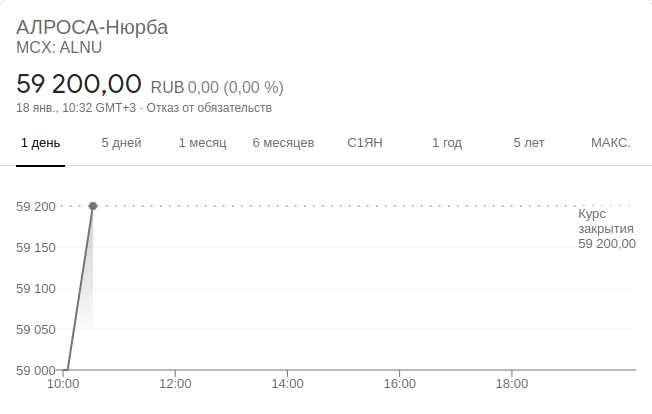 АЛРОСА-Нюрба
MCX: ALNU
59 200,00 RUB 0,00 (0,00 %)
18 янв., 10:32 GMT+3 · Отказ от обязательств
1 день 5 дней 1 месяц 6 месяцев С1ЯН 1 год 5 лет МАКС.
59 200
Курс
закрытия
59 200,00
59 150
59 100
59 050
59 000
10:00 12:00 14:00 16:00 18:00